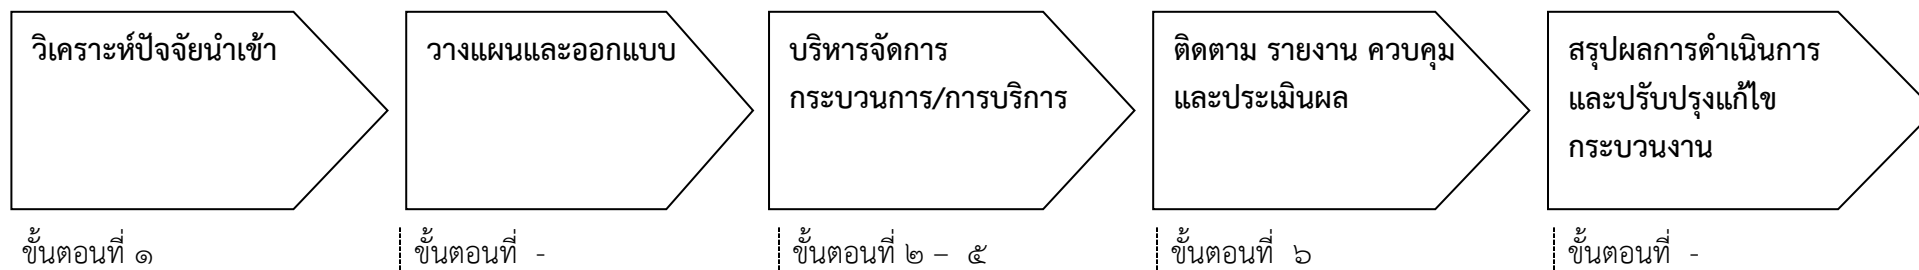 วิเคราะห์ปัจจัยนำเข้า
วางแผนและออกแบบ
บริหารจัดการ
กระบวนการ/การบริการ
ติดตาม รายงาน ควบคุม
และประเมินผล
สรุปผลการดำเนินการ
และปรับปรุงแก้ไข
กระบวนงาน
ขั้นตอนที่ ๑
ขั้นตอนที่ -
ขั้นตอนที่ ๒ – ๕
ขั้นตอนที่ ๖
ขั้นตอนที่ -